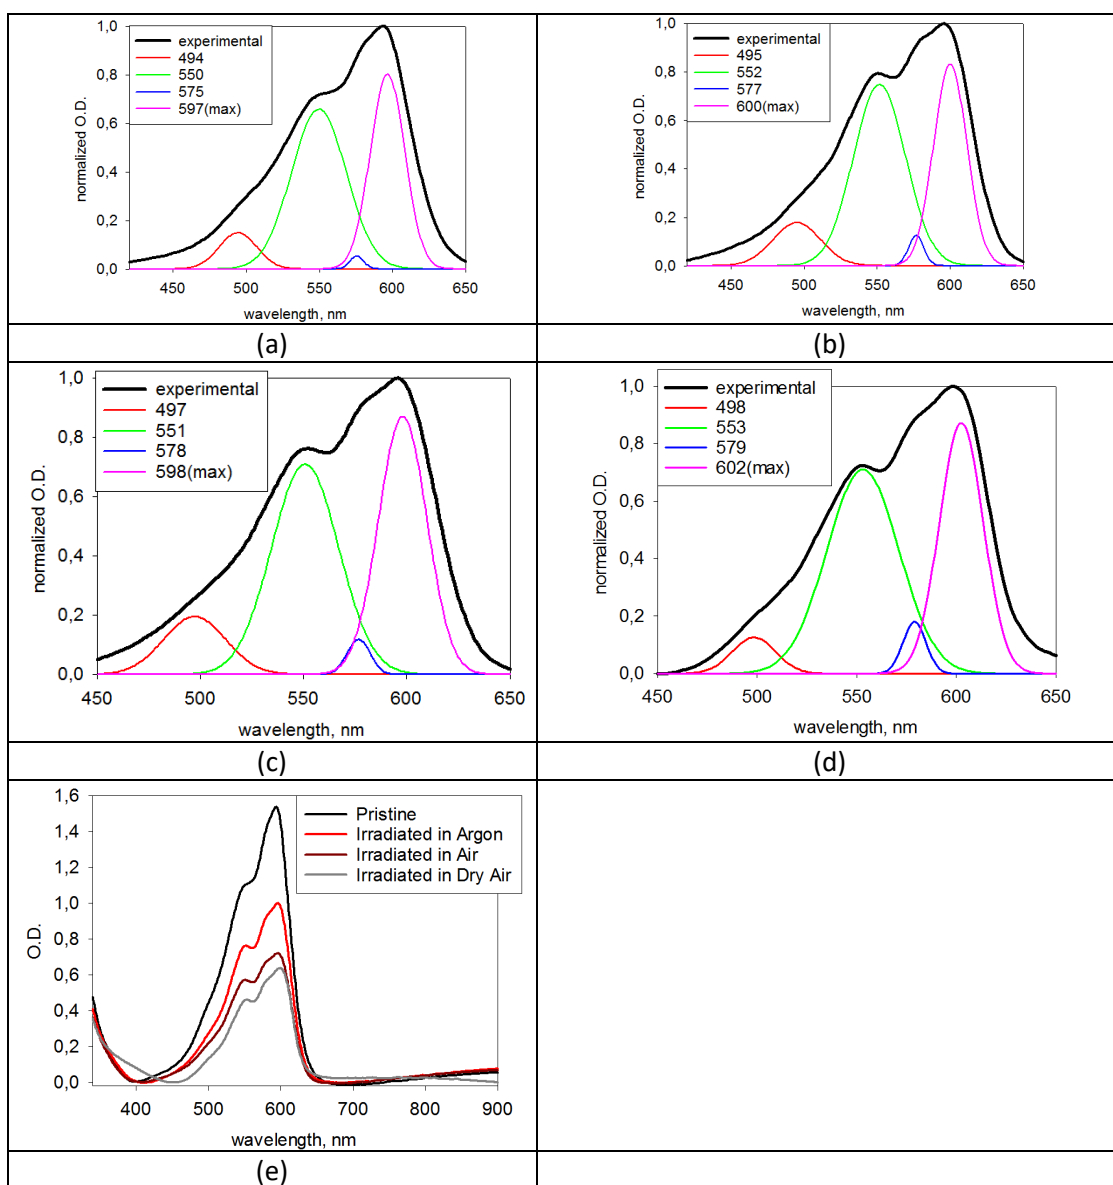 experimental
494
550
575
597(max)
normalized O.D.
1,0
0,8
0,6
0,4
0,2
0,0
450 500 550 600 650
wavelength, nm
(a)
experimental
495
552
577
600(max)
normalized O.D.
1,0
0,8
0,6
0,4
0,2
0,0
450 500 550 600 650
wavelength, nm
(b)
experimental
497
551
578
598(max)
normalized O.D.
1,0
0,8
0,6
0,4
0,2
0,0
450 500 550 600 650
wavelength, nm
(c)
experimental
498
553
579
602(max)
normalized O.D.
1,0
0,8
0,6
0,4
0,2
0,0
450 500 550 600 650
wavelength, nm
(d)
Pristine
Irradiated in Argon
Irradiated in Air
Irradiated in Dry Air
O.D.
1,6
1,4
1,2
1,0
0,8
0,6
0,4
0,2
0,0
400 500 600 700 800 900
wavelength, nm
(e)